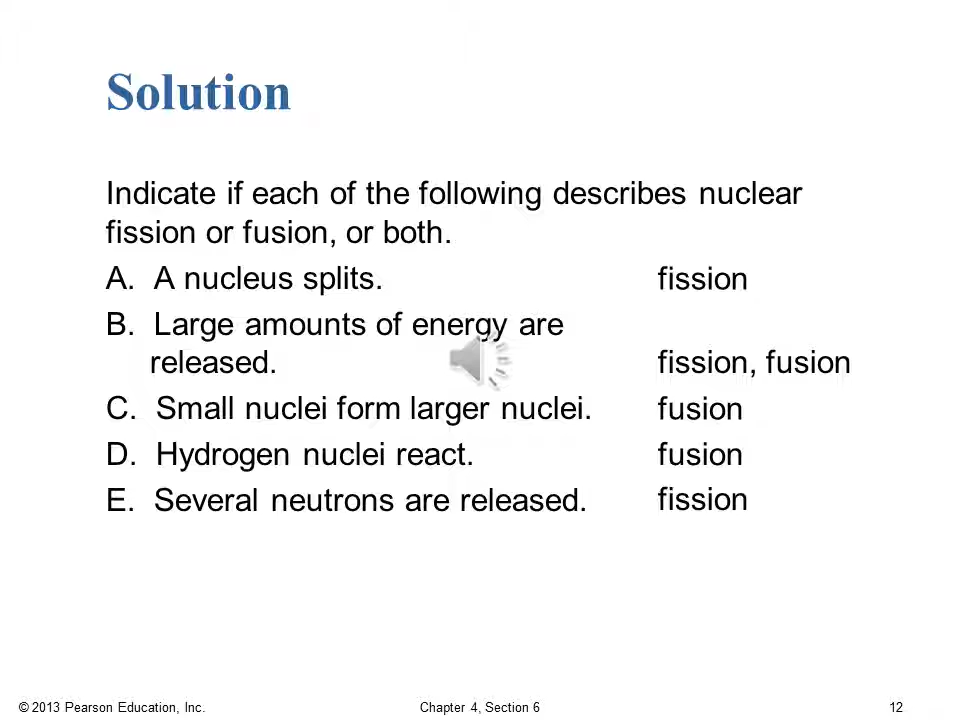 Solution
Indicate if each of the following describes nuclear
fission or fusion, or both.
A. A nucleus splits. fission
B. Large amounts of energy are
released. fission, fusion
C. Small nuclei form larger nuclei. fusion
D. Hydrogen nuclei react. fusion
E. Several neutrons are released. fission
© 2013 Pearson Education, Inc. Chapter 4, Section 6 12